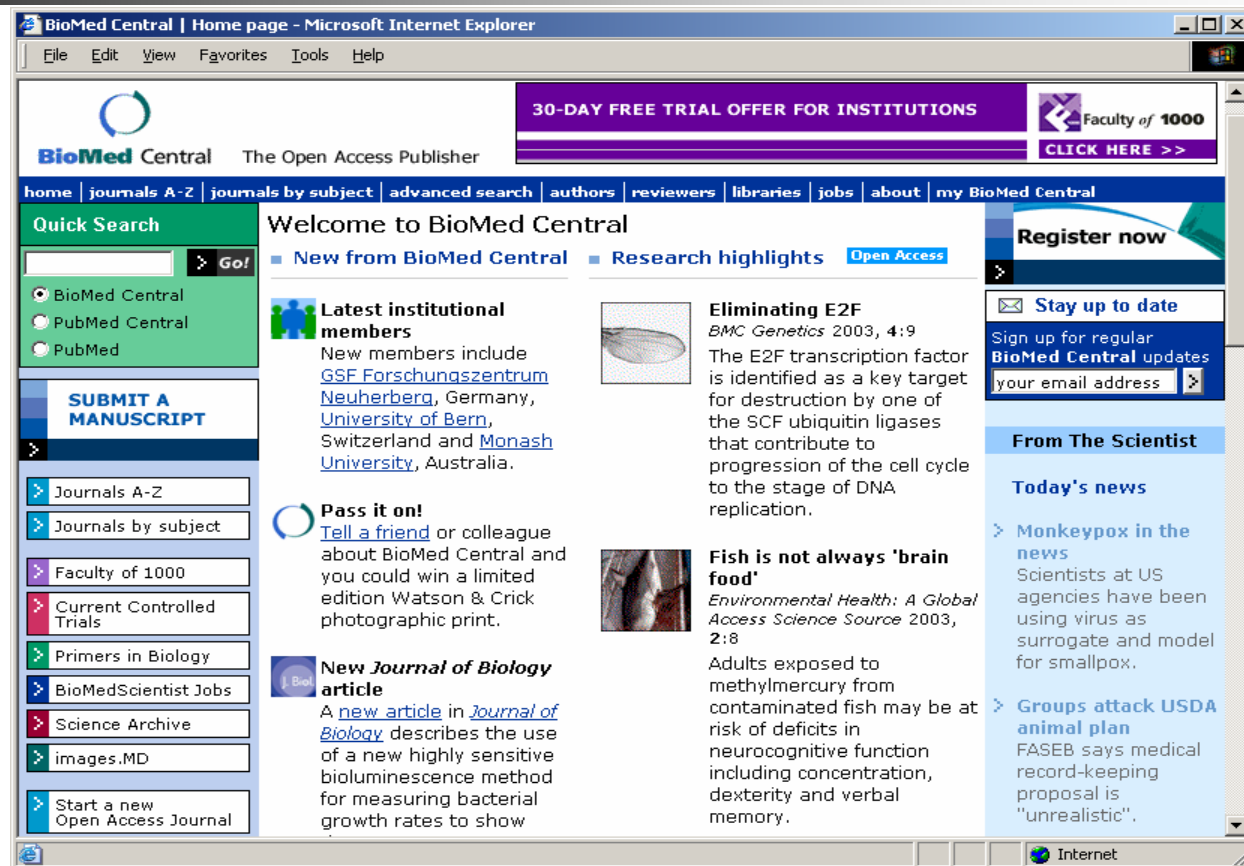 BioMed Central | Home page - Microsoft Internet Explorer
File Edit View Favorites Tools Help
BioMed Central The Open Access Publisher
30-DAY FREE TRIAL OFFER FOR INSTITUTIONS
Faculty of 1000
CLICK HERE >>
home | journals A-Z | journals by subject | advanced search | authors | reviewers | libraries | jobs | about | my BioMed Central
Quick Search
Go!
BioMed Central
PubMed Central
PubMed
SUBMIT A
MANUSCRIPT
Journals A-Z
Journals by subject
Faculty of 1000
Current Controlled
Trials
Primers in Biology
BioMedScientist Jobs
Science Archive
images.MD
Start a new
Open Access Journal
Welcome to BioMed Central
New from BioMed Central
Latest institutional
members
New members include
GSF Forschungszentrum
Neuherberg, Germany,
University of Bern,
Switzerland and Monash
University, Australia.
Pass it on!
Tell a friend or colleague
about BioMed Central and
you could win a limited
edition Watson & Crick
photographic print.
J. Biol.
New Journal of Biology
article
A new article in Journal of
Biology describes the use
of a new highly sensitive
bioluminescence method
for measuring bacterial
growth rates to show
Research highlights Open Access
Eliminating E2F
BMC Genetics 2003, 4:9
The E2F transcription factor
is identified as a key target
for destruction by one of
the SCF ubiquitin ligases
that contribute to
progression of the cell cycle
to the stage of DNA
replication.
Fish is not always 'brain
food'
Environmental Health: A Global
Access Science Source 2003,
2:8
Adults exposed to
methylmercury from
contaminated fish may be at
risk of deficits in
neurocognitive function
including concentration,
dexterity and verbal
memory.
Register now
Stay up to date
Sign up for regular
BioMed Central updates
your email address
From The Scientist
Today's news
Monkeypox in the
news
Scientists at US
agencies have been
using virus as
surrogate and model
for smallpox.
Groups attack USDA
animal plan
FASEB says medical
record-keeping
proposal is
"unrealistic".
Internet